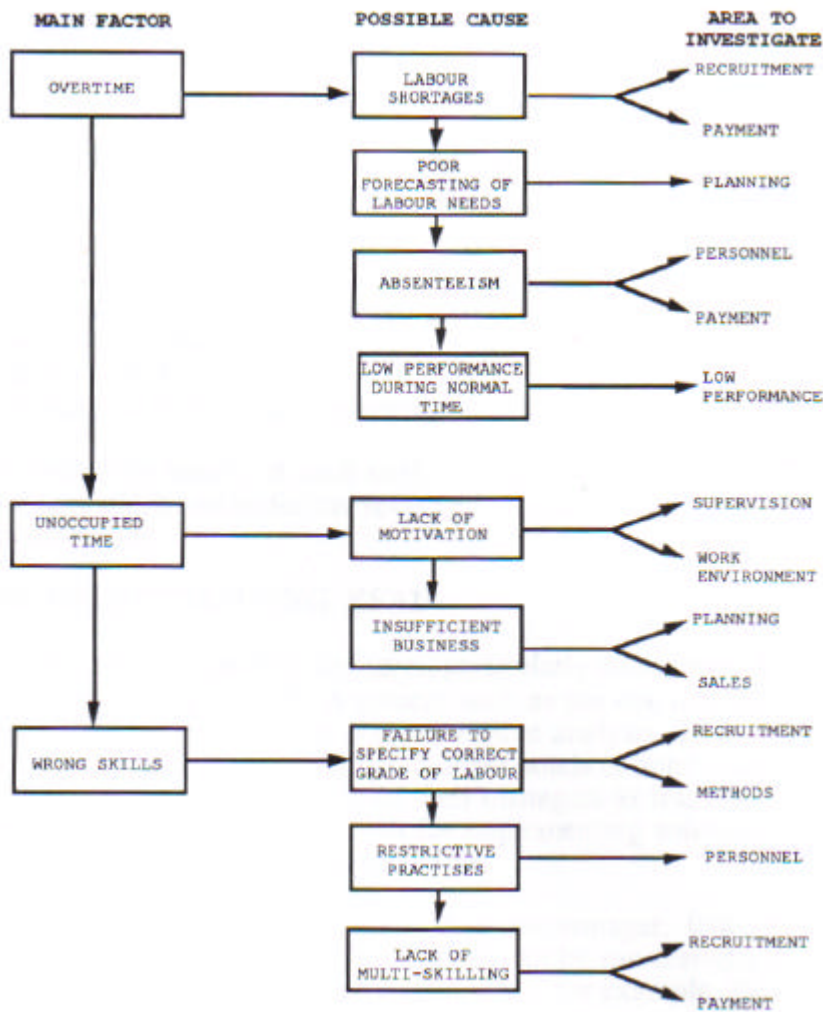 MAIN FACTOR
POSSIBLE CAUSE
AREA TO
INVESTIGATE
OVERTIME
LABOUR
SHORTAGES
RECRUITMENT
PAYMENT
POOR
FORECASTING OF
LABOUR NEEDS
PLANNING
ABSENTEEISM
PERSONNEL
PAYMENT
LOW PERFORMANCE
DURING NORMAL
TIME
LOW
PERFORMANCE
UNOCCUPIED
TIME
LACK OF
MOTIVATION
SUPERVISION
WORK
ENVIRONMENT
INSUFFICIENT
BUSINESS
PLANNING
SALES
WRONG SKILLS
FAILURE TO
SPECIFY CORRECT
GRADE OF LABOUR
RECRUITMENT
METHODS
RESTRICTIVE
PRACTISES
PERSONNEL
LACK OF
MULTI-SKILLING
RECRUITMENT
PAYMENT